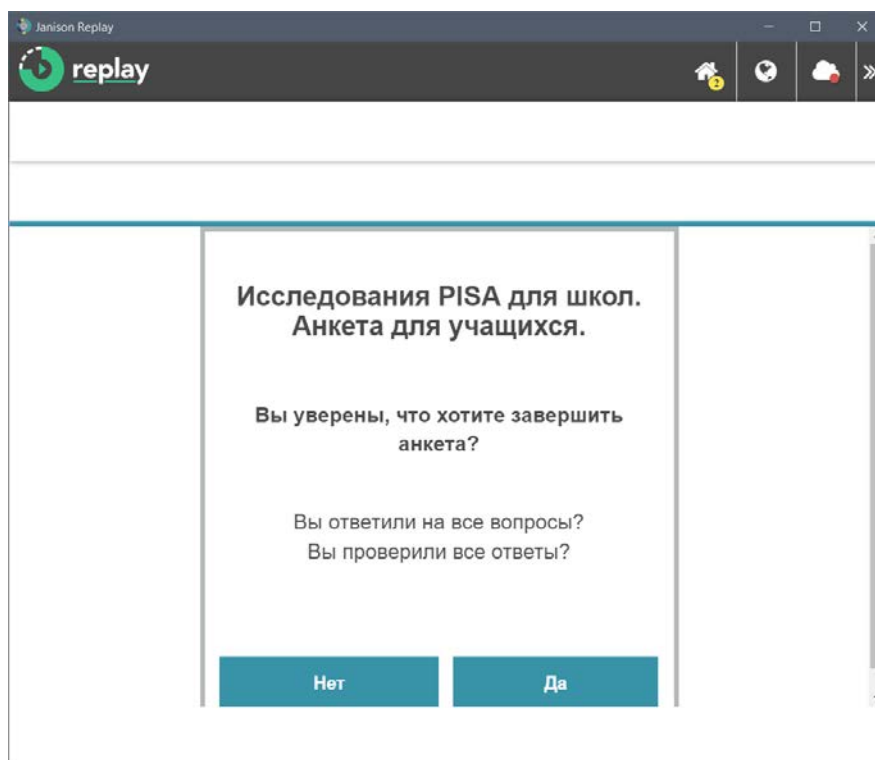 Janison Replay
replay
2
Исследования PISA для школ.
Анкета для учащихся.
Вы уверены, что хотите завершить
анкета?
Вы ответили на все вопросы?
Вы проверили все ответы?
Нет
Да